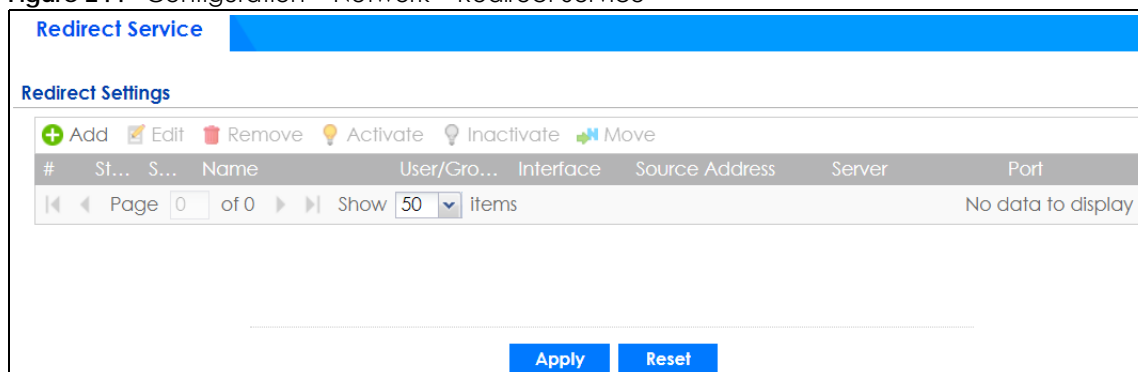 Redirect Service
Redirect Settings
Add Edit Remove Activate Inactivate Move
# St... S... Name User/Gro... Interface Source Address Server Port
Page 0 of 0 Show 50 items No data to display
Apply Reset